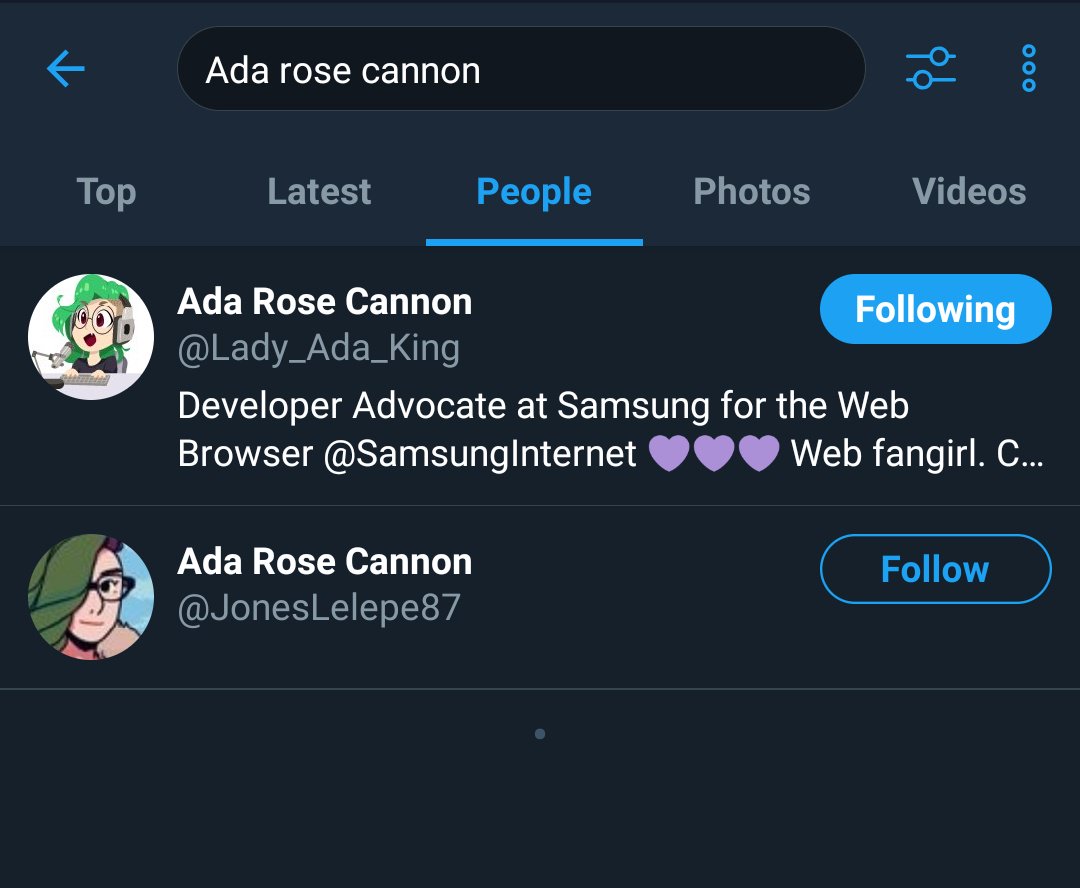 Ada rose cannon
Top Latest People Photos Videos
Ada Rose Cannon
Following
@Lady_Ada_King
Developer Advocate at Samsung for the Web
Browser @SamsungInternet 💜💜💜 Web fangirl. C...
Ada Rose Cannon
Follow
@JonesLelepe87